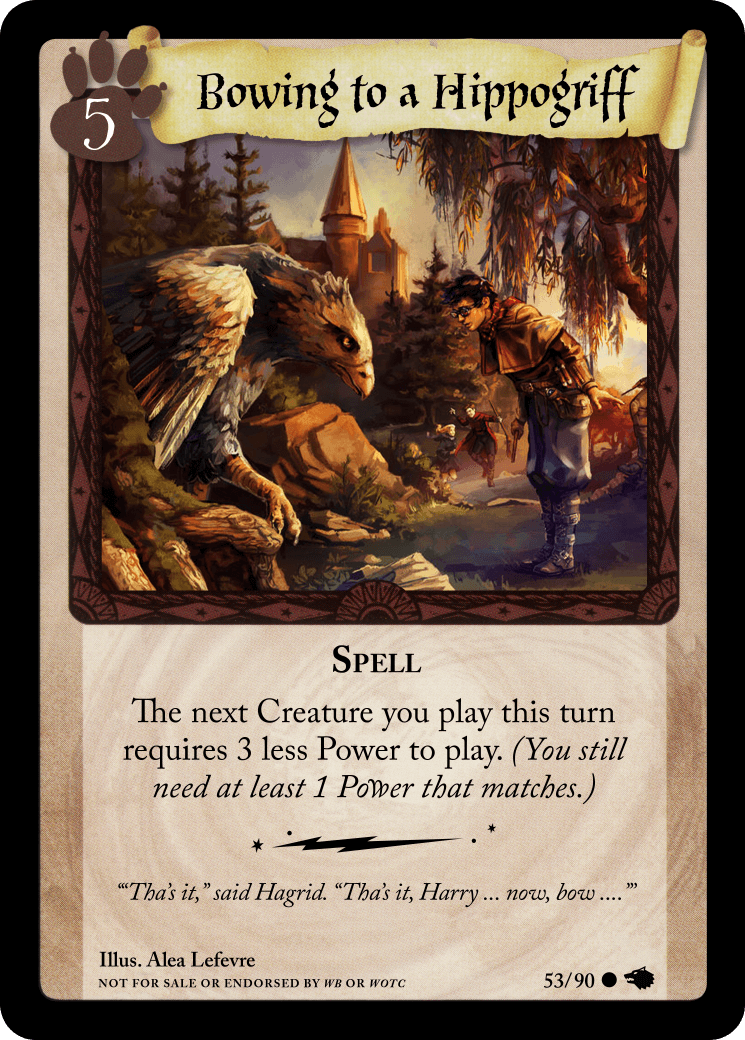 5
Bowing to a Hippogriff
Spell
The next Creature you play this turn
requires 3 less Power to play. (You still
need at least 1 Power that matches.)
“‘Tha’s it,” said Hagrid. “Tha’s it, Harry ... now, bow ....’”
Illus. Alea Lefevre
NOT FOR SALE OR ENDORSED BY WB OR WOTC
53/90